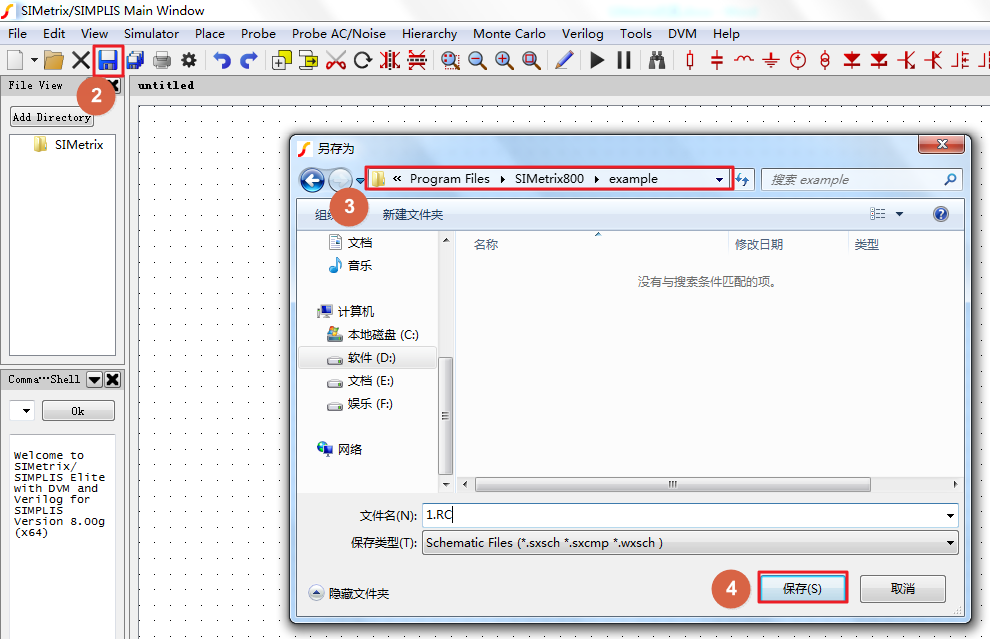 SIMetrix/SIMPLIS Main Window
File Edit View Simulator Place Probe Probe AC/Noise Hierarchy Monte Carlo Verilog Tools DVM Help
File View
2
untitled
Add Directory
SIMetrix
另存为
« Program Files SIMetrix800 example
搜索 example
3
组织
新建文件夹
文档
音乐
计算机
本地磁盘 (C:)
软件 (D:)
文档 (E:)
娱乐 (F:)
网络
名称 修改日期 类型
没有与搜索条件匹配的项。
Comma···Shell
Ok
Welcome to
SIMetrix/
SIMPLIS Elite
with DVM and
Verilog for
SIMPLIS
Version 8.00g
(x64)
文件名(N): 1.RC
保存类型(T): Schematic Files (*.sxsch *.sxcmp *.wxsch )
隐藏文件夹
4
保存(S)
取消